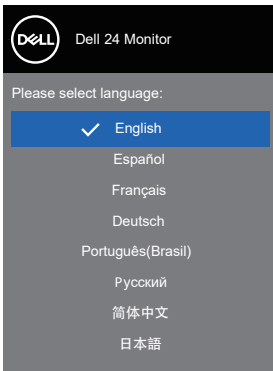 DELL
Dell 24 Monitor
Please select language:
English
Español
Français
Deutsch
Português(Brasil)
Русский
简体中文
日本語